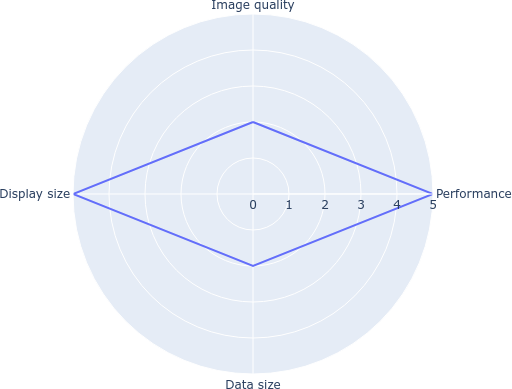 Image quality
Display size
Performance
0 1 2 3 4 5
Data size